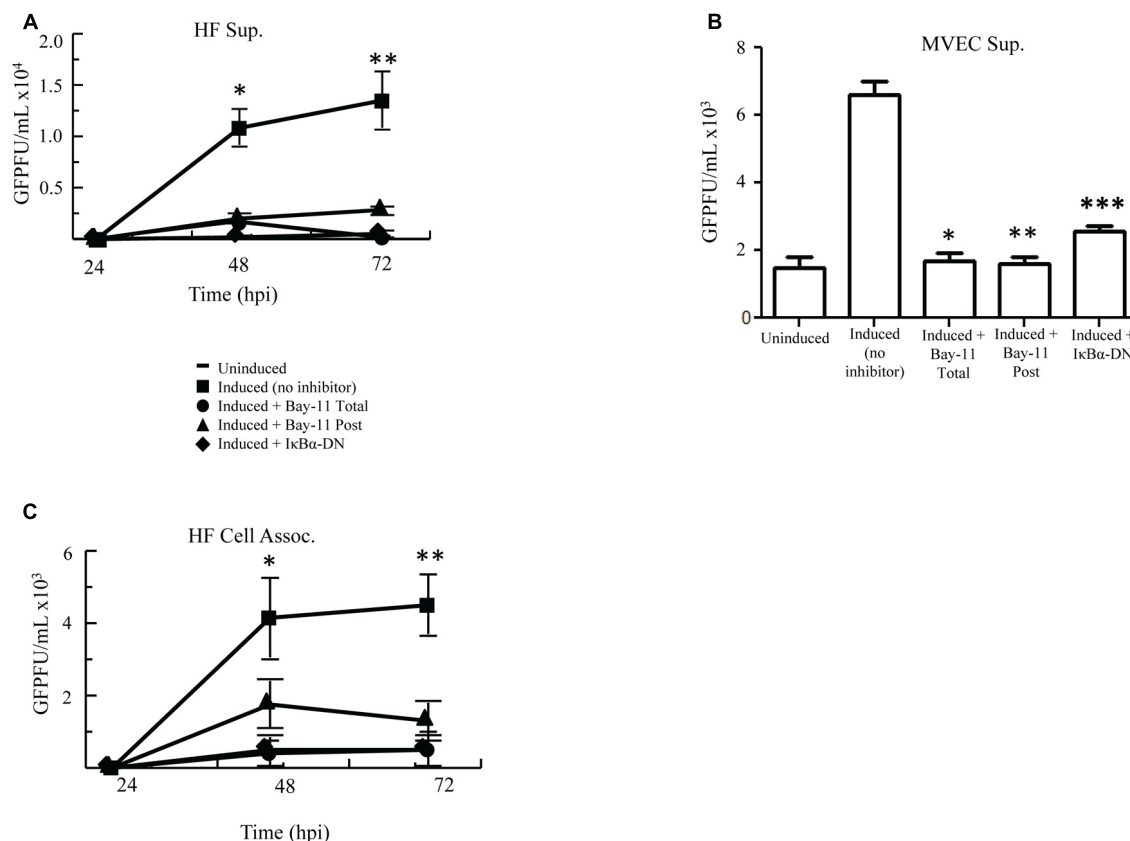 A
HF Sup.
GFPFU/mL x10⁴
2.0
1.5
1.0
0.5
*
**
24
48
72
Time (hpi)
Uninduced
Induced (no inhibitor)
Induced + Bay-11 Total
Induced + Bay-11 Post
Induced + IκBα-DN
B
MVEC Sup.
GFPFU/mL x10³
8
6
4
2
0
*
**
***
Uninduced
Induced
(no
inhibitor)
Induced +
Bay-11
Total
Induced +
Bay-11
Post
Induced +
IκBα-DN
C
HF Cell Assoc.
GFPFU/mL x10³
6
4
2
*
**
24
48
72
Time (hpi)